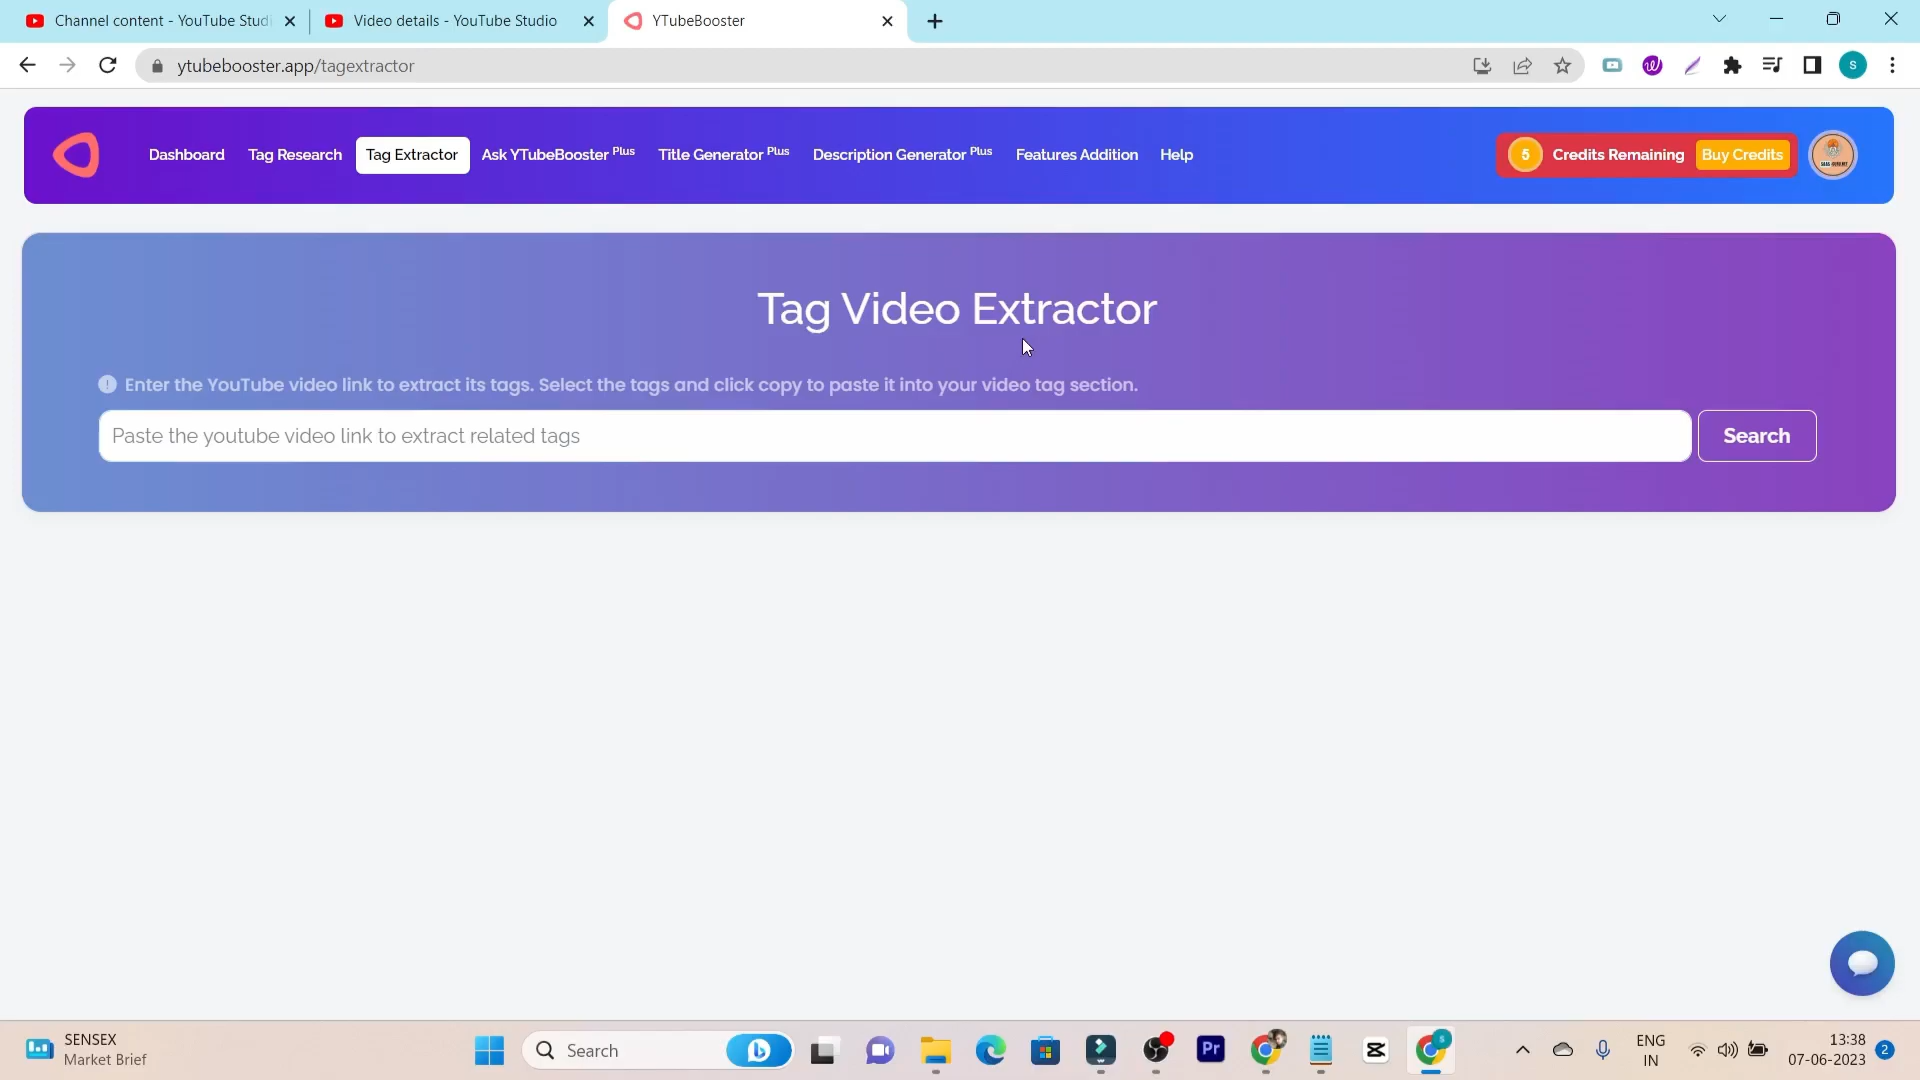 Channel content - YouTube Studi
Video details - YouTube Studio
YTubeBooster
ytubebooster.app/tagextractor
S
Dashboard
Tag Research
Tag Extractor
Ask YTubeBooster Plus
Title Generator Plus
Description Generator Plus
Features Addition
Help
5
Credits Remaining
Buy Credits
Tag Video Extractor
Enter the YouTube video link to extract its tags. Select the tags and click copy to paste it into your video tag section.
Paste the youtube video link to extract related tags
Search
SENSEX
Market Brief
Search
Pr
S
ENG
IN
13:38
07-06-2023
2